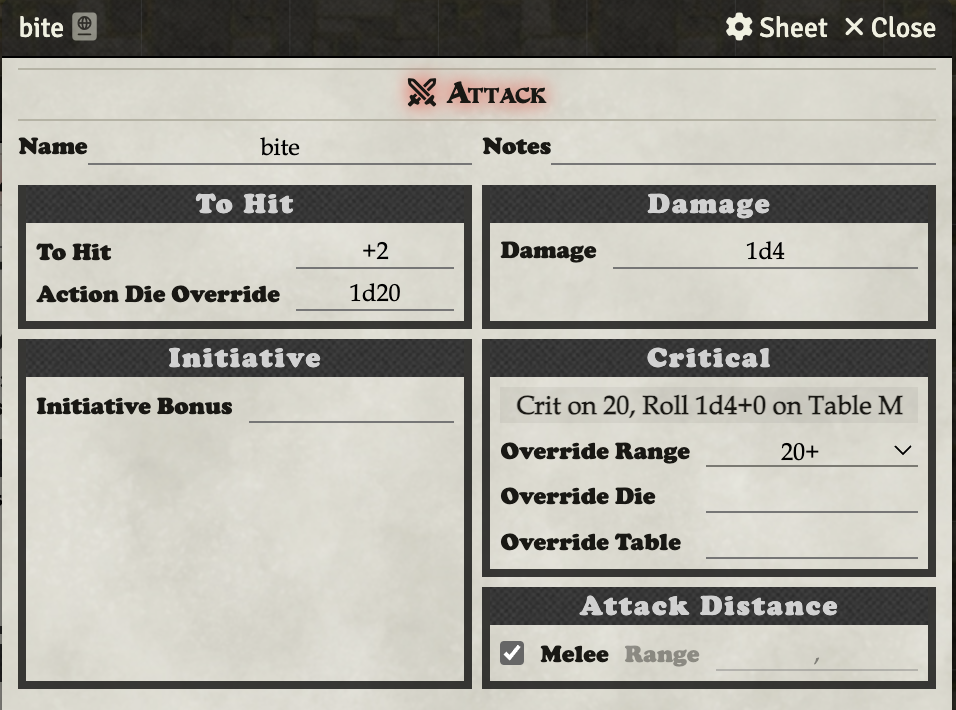 bite Sheet Close
Attack
Name bite Notes
To Hit
To Hit +2
Action Die Override 1d20
Damage
Damage 1d4
Initiative
Initiative Bonus
Critical
Crit on 20, Roll 1d4+0 on Table M
Override Range 20+
Override Die
Override Table
Attack Distance
Melee Range ,